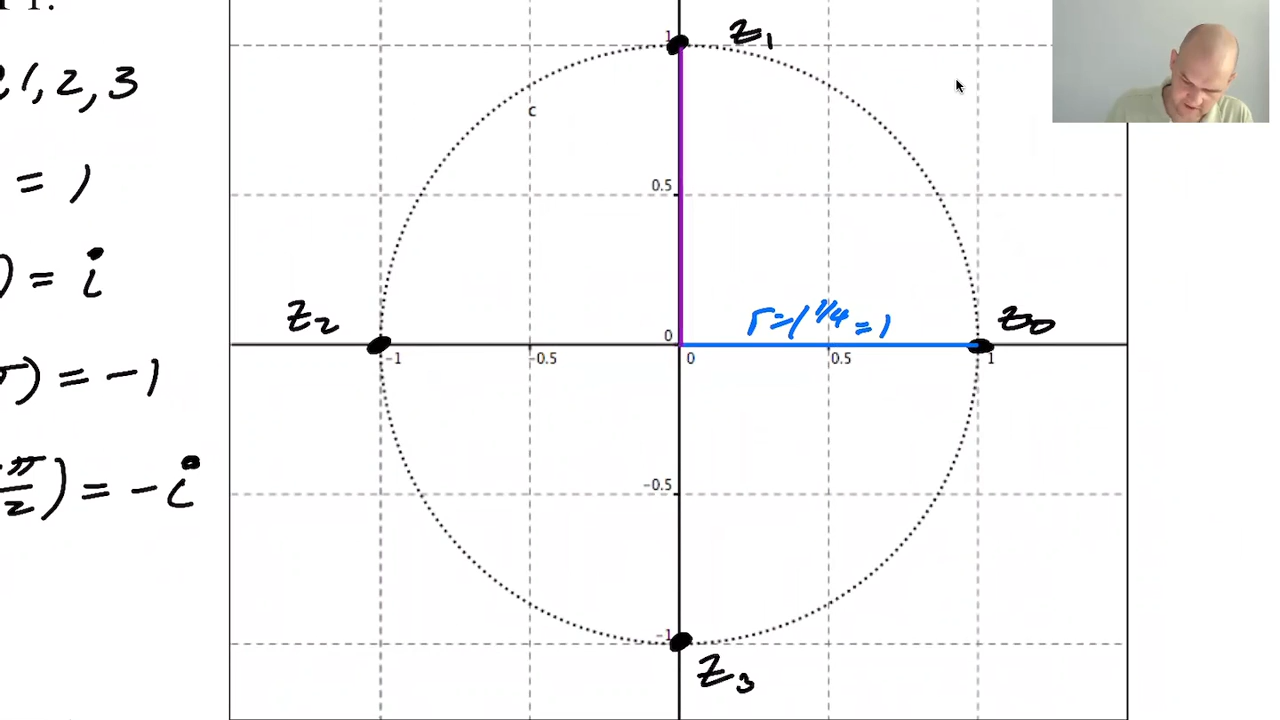 1, 2, 3
= 1
) = i
) = -1
π/2) = -i
z₁
1
c
0.5
r=1^{1/4}=1
z₂
0
z₀
-1
-0.5
0
0.5
1
-0.5
-1
z₃